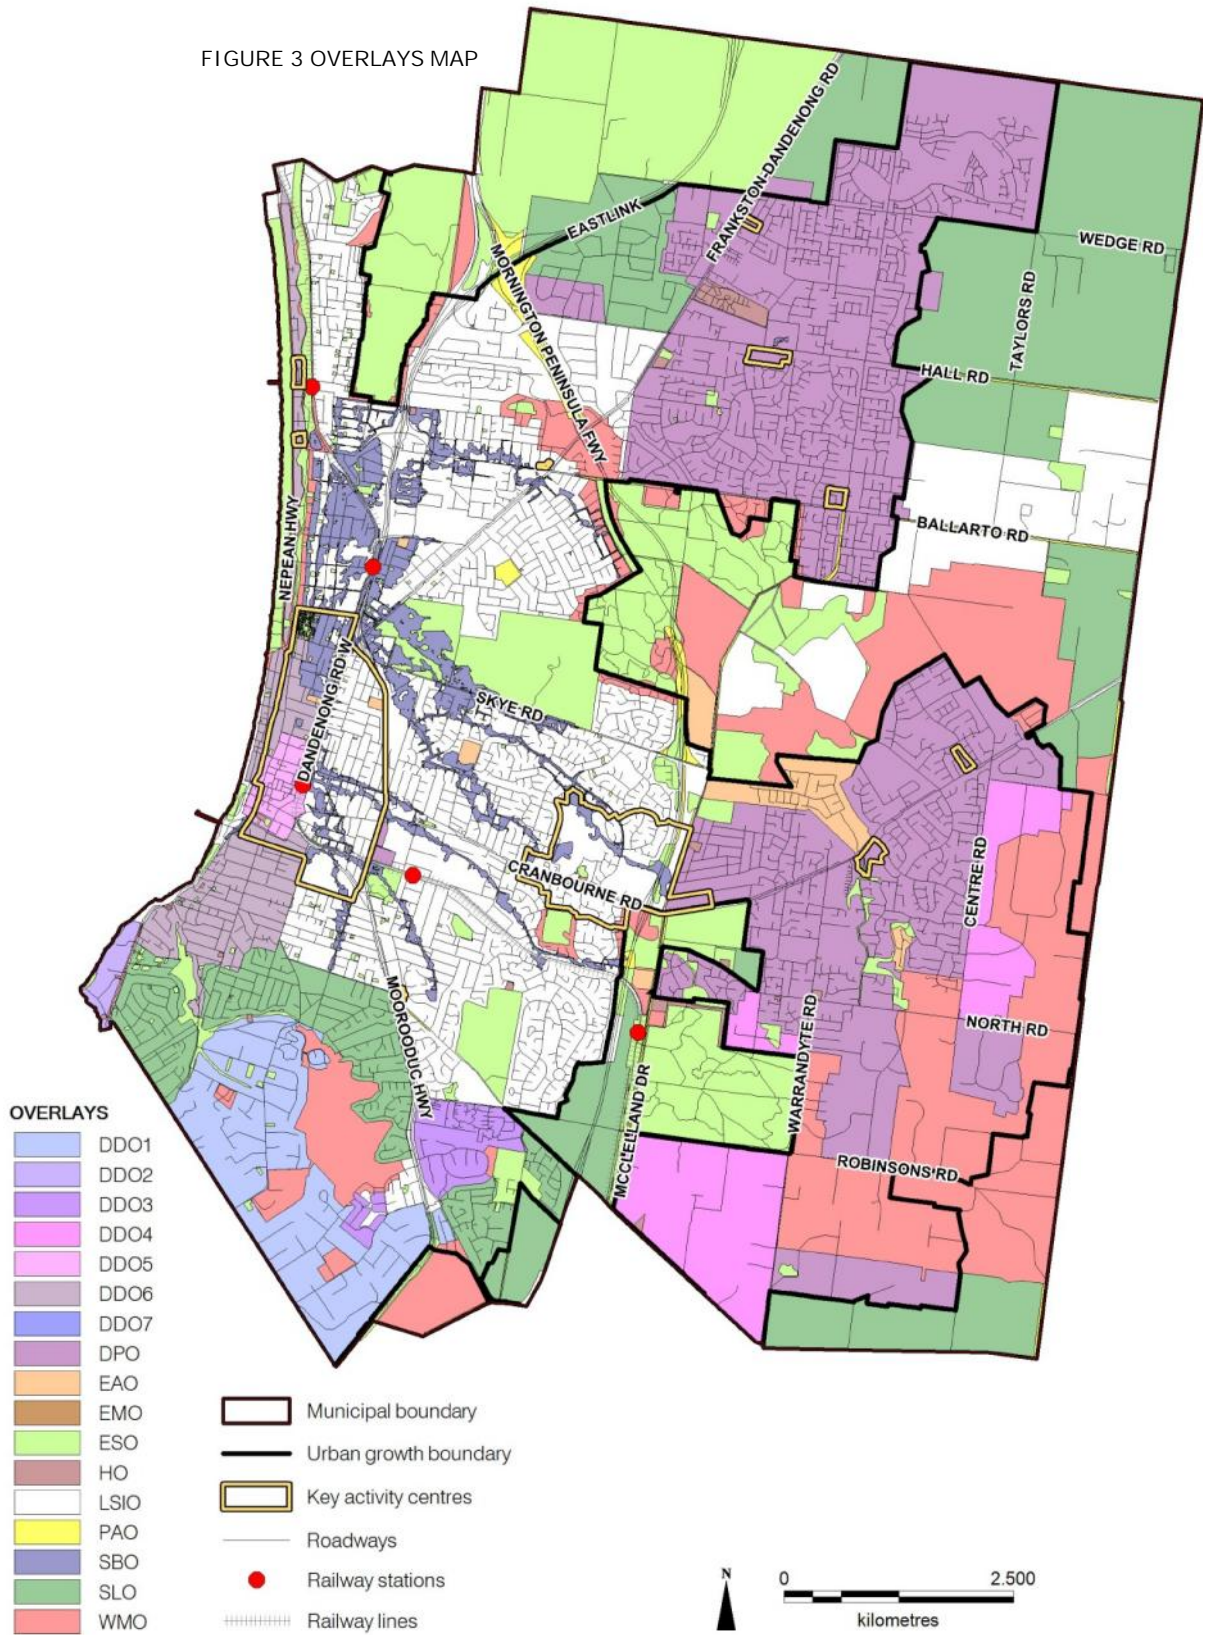 FIGURE 3 OVERLAYS MAP
FRANKSTON-DANDENONG RD
EASTLINK
WEDGE RD
MORNINGTON PENINSULA FWY
TAYLORS RD
HALL RD
NEPEAN HWY
BALLARTO RD
DANDENONG RD W
SKYE RD
CRANBOURNE RD
CENTRE RD
MOOROODUC HWY
WARRANDYTE RD
NORTH RD
MCCLELLAND DR
ROBINSONS RD
OVERLAYS
DDO1
DDO2
DDO3
DDO4
DDO5
DDO6
DDO7
DPO
EAO
EMO
ESO
HO
LSIO
PAO
SBO
SLO
WMO
Municipal boundary
Urban growth boundary
Key activity centres
Roadways
Railway stations
Railway lines
N
0 2.500
kilometres